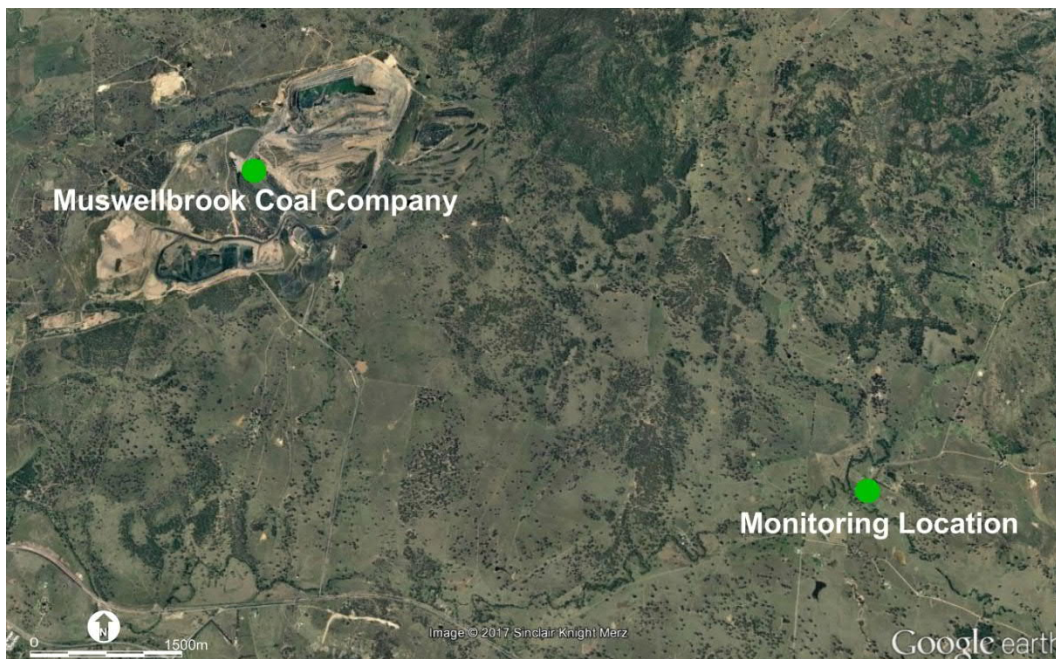 Muswellbrook Coal Company
Monitoring Location
N
0 1500m
Image © 2017 Sinclair Knight Merz
Google earth